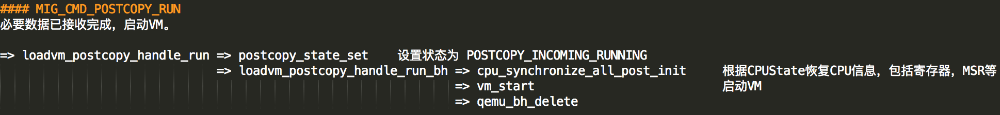 #### MIG_CMD_POSTCOPY_RUN
必要数据已接收完成，启动VM。
=> loadvm_postcopy_handle_run => postcopy_state_set    设置状态为 POSTCOPY_INCOMING_RUNNING
=> loadvm_postcopy_handle_run_bh => cpu_synchronize_all_post_init    根据CPUState恢复CPU信息，包括寄存器，MSR等
=> vm_start    启动VM
=> qemu_bh_delete